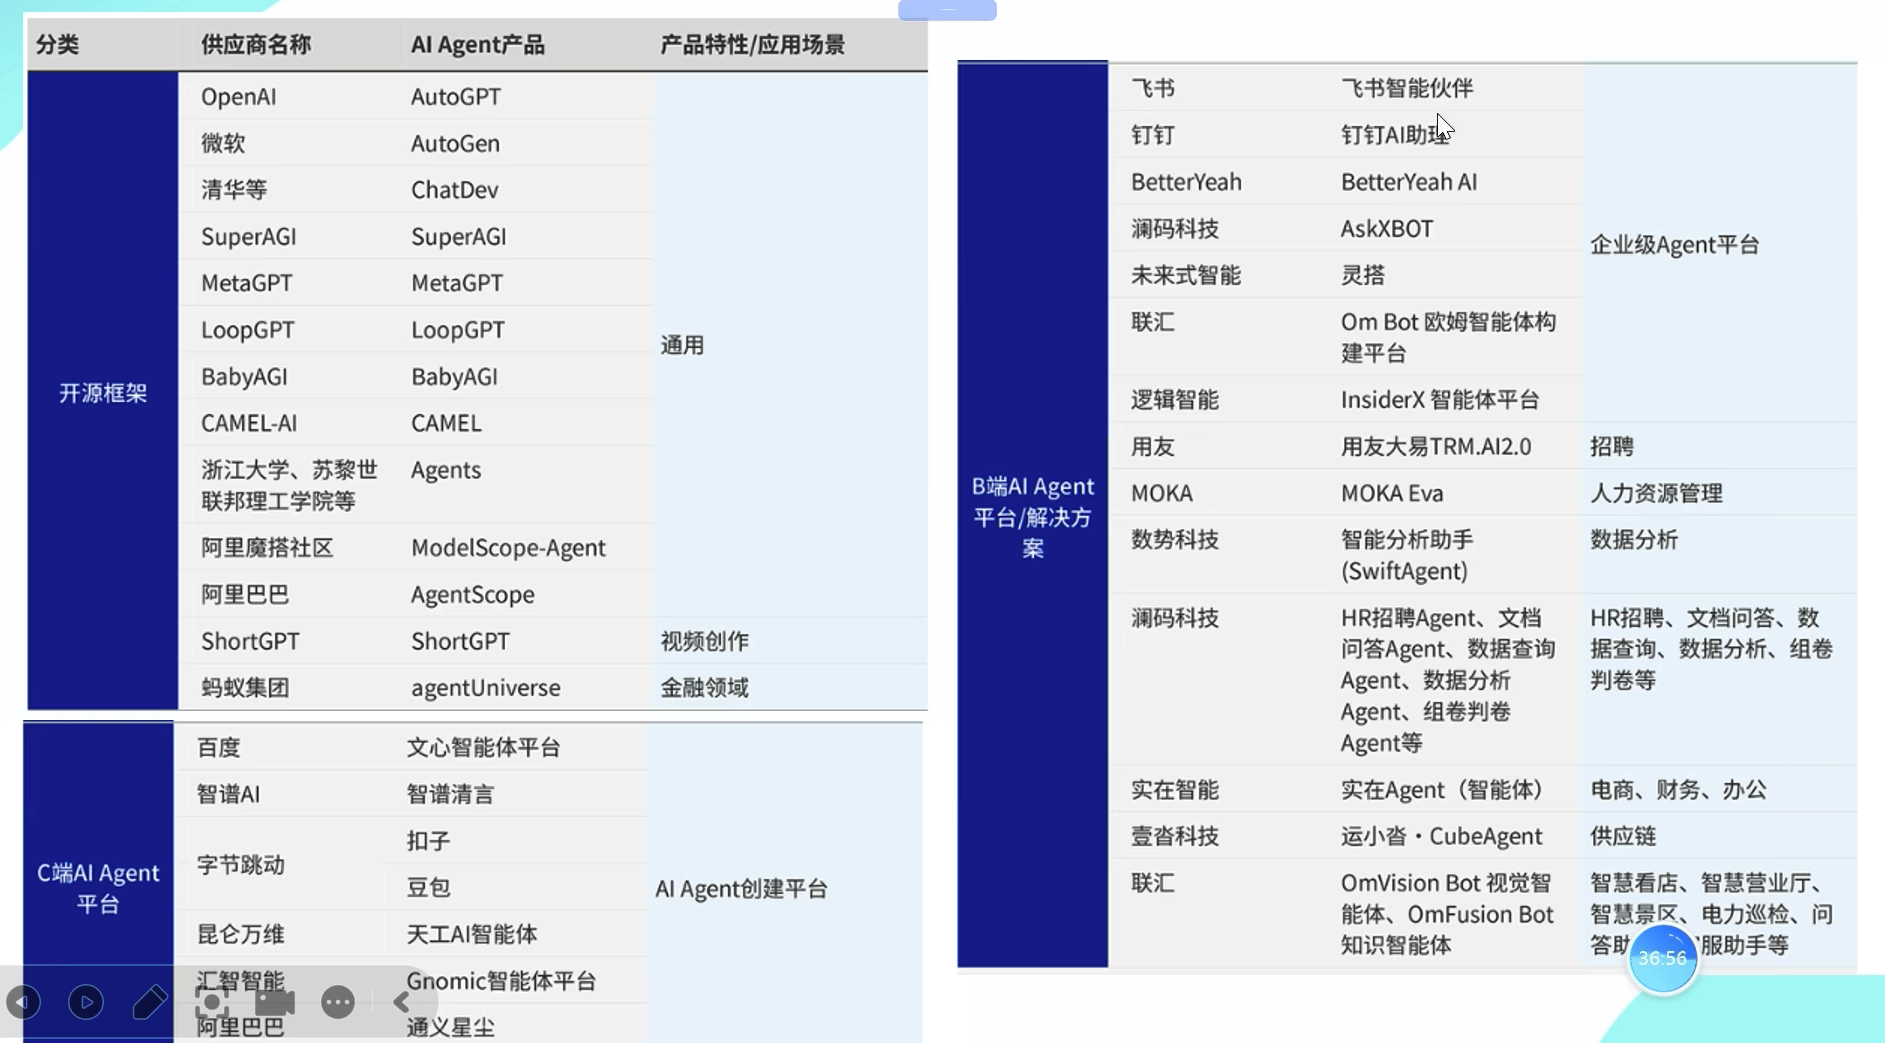 分类 供应商名称 AI Agent产品 产品特性/应用场景
OpenAI AutoGPT
微软 AutoGen
清华等 ChatDev
SuperAGI SuperAGI
MetaGPT MetaGPT
LoopGPT LoopGPT
通用
BabyAGI BabyAGI
开源框架
CAMEL-AI CAMEL
浙江大学、苏黎世 Agents
联邦理工学院等
阿里魔搭社区 ModelScope-Agent
阿里巴巴 AgentScope
ShortGPT ShortGPT 视频创作
蚂蚁集团 agentUniverse 金融领域
百度 文心智能体平台
智谱AI 智谱清言
扣子
字节跳动
C端AI Agent
平台
豆包
AI Agent创建平台
昆仑万维 天工AI智能体
汇智智能 Gnomic智能体平台
阿里巴巴 通义星尘
飞书 飞书智能伙伴
钉钉 钉钉AI助理
BetterYeah BetterYeah AI
澜码科技 AskXBOT
企业级Agent平台
未来式智能 灵搭
联汇 Om Bot 欧姆智能体构
建平台
逻辑智能 InsiderX 智能体平台
用友 用友大易TRM.AI2.0 招聘
B端AI Agent
平台/解决方
案
MOKA MOKA Eva 人力资源管理
数势科技 智能分析助手 数据分析
(SwiftAgent)
澜码科技 HR招聘Agent、文档 HR招聘、文档问答、数
问答Agent、数据查询 据查询、数据分析、组卷
Agent、数据分析 判卷等
Agent、组卷判卷
Agent等
实在智能 实在Agent（智能体） 电商、财务、办公
壹沓科技 运小沓·CubeAgent 供应链
联汇 OmVision Bot 视觉智 智慧看店、智慧营业厅、
能体、OmFusion Bot 智慧景区、电力巡检、问
知识智能体 答助 服助手等
36:56